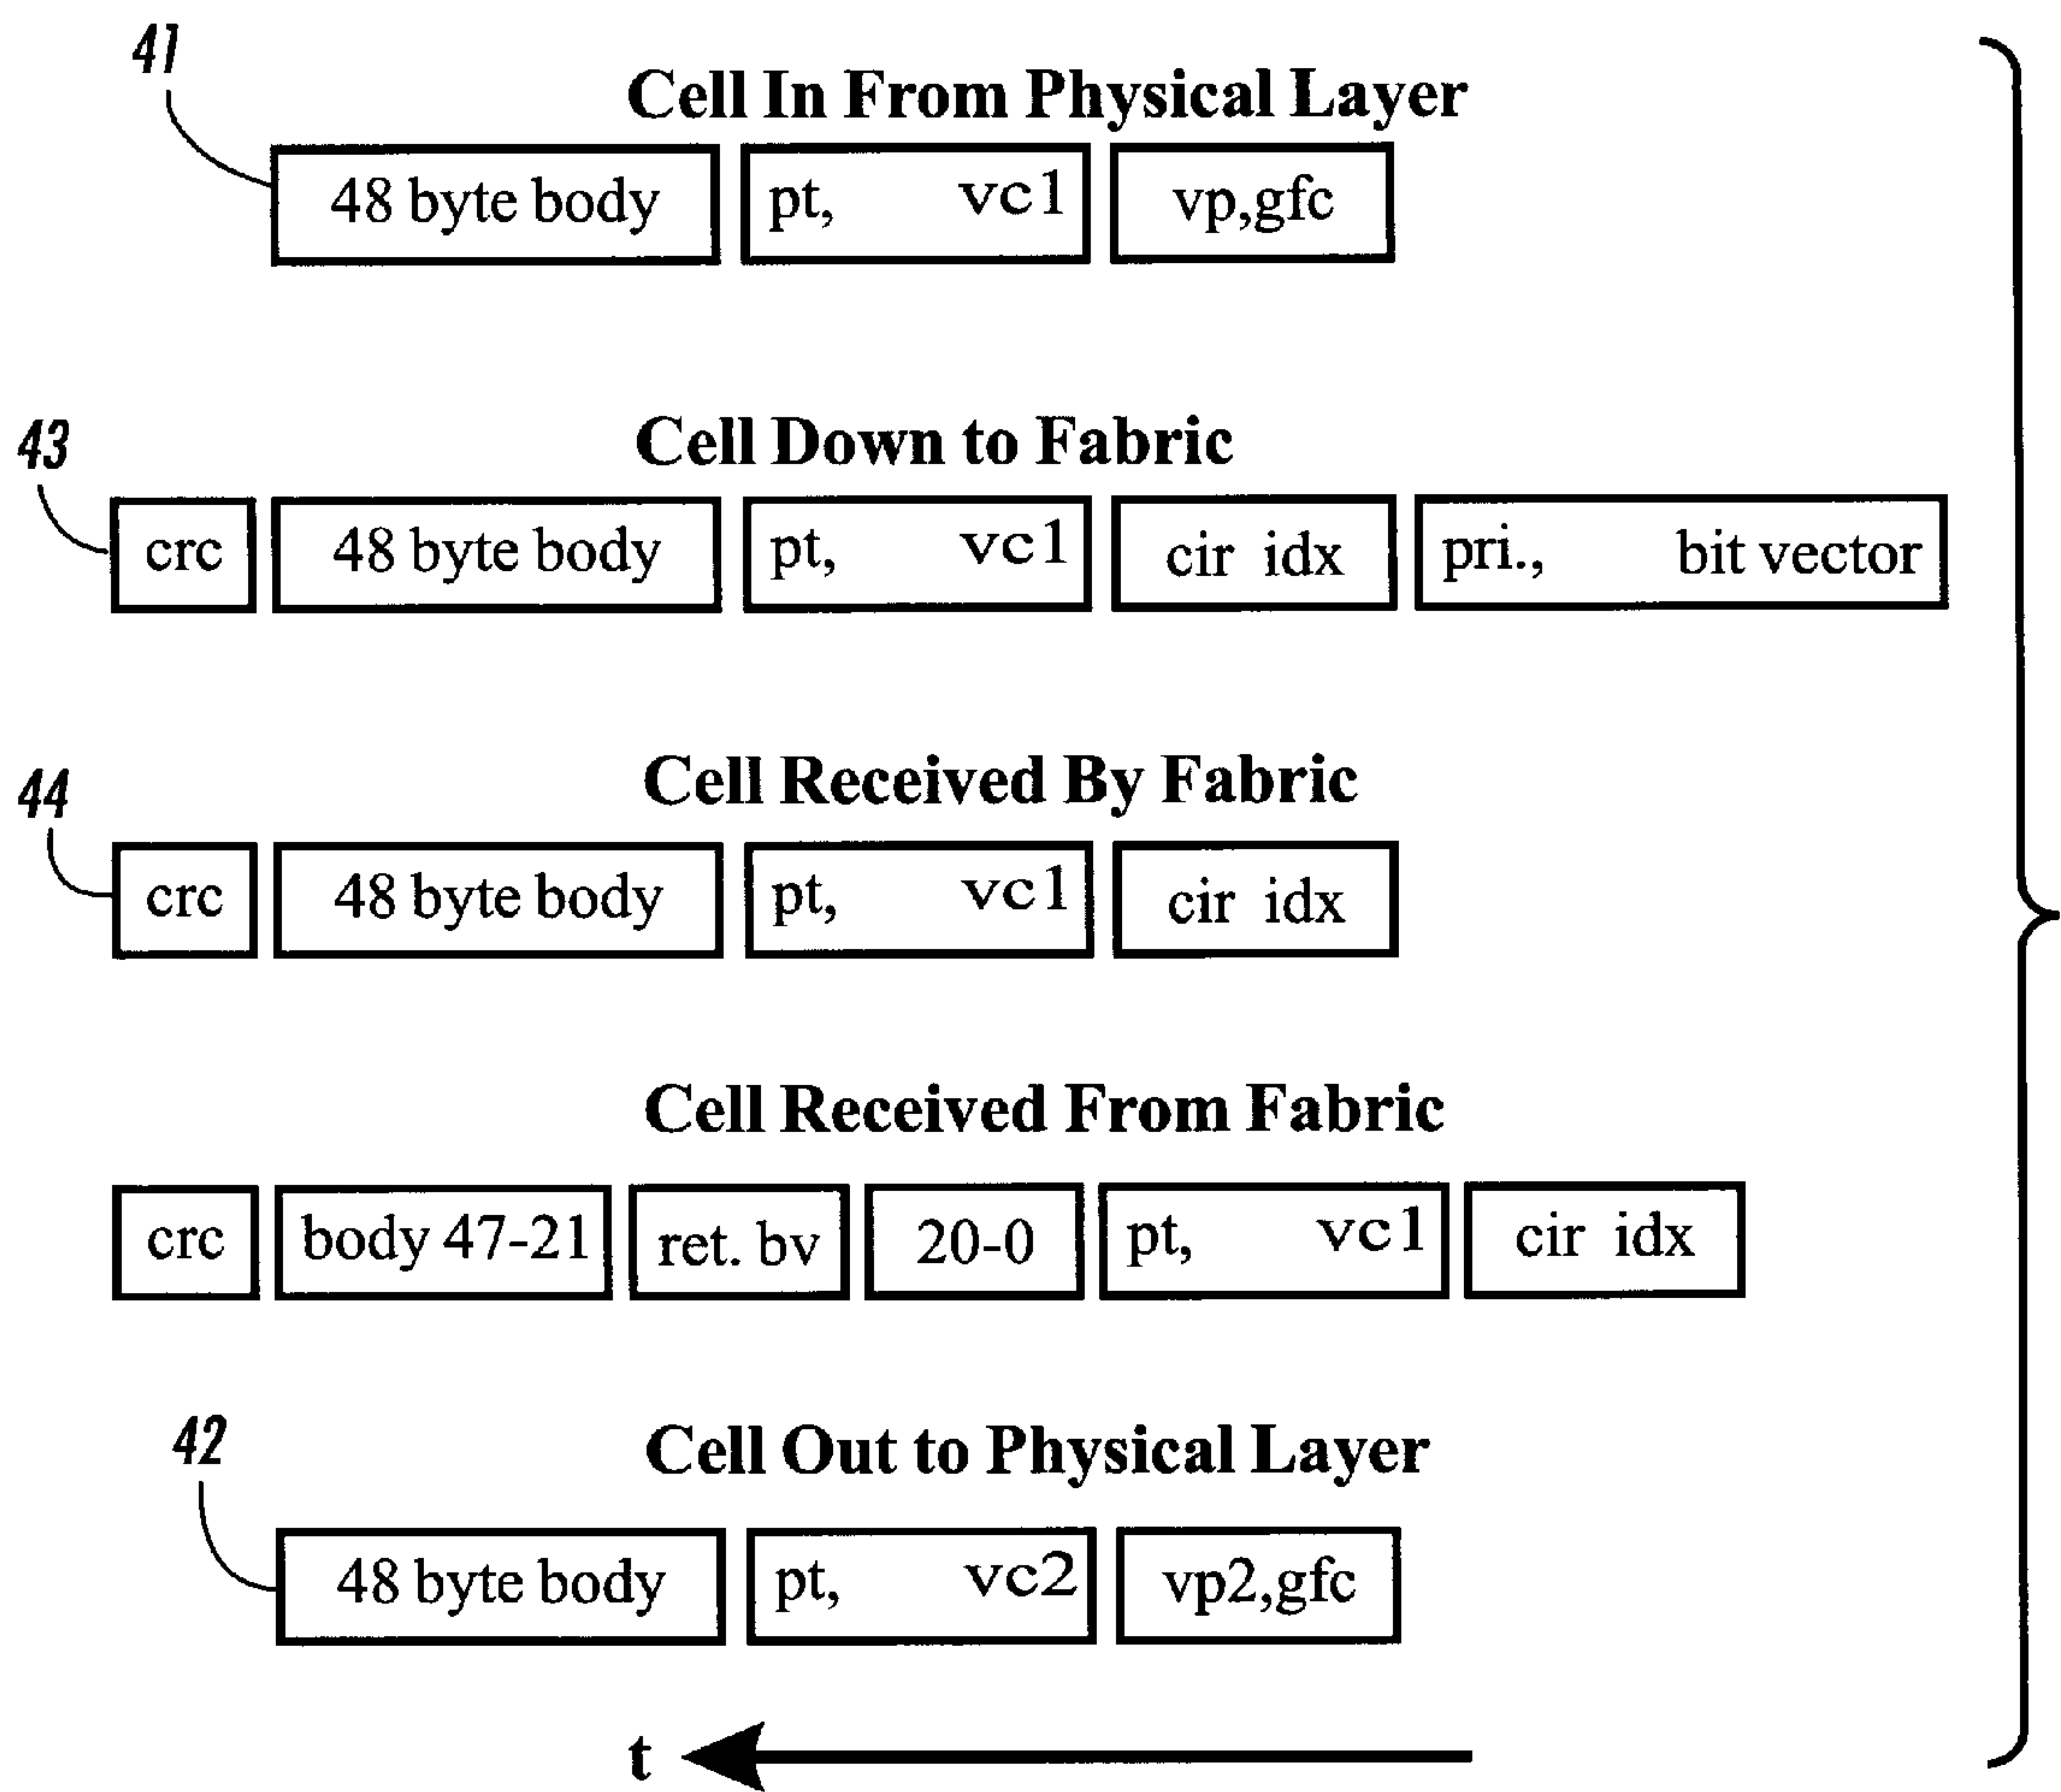 41
Cell In From Physical Layer
48 byte body pt, vc1 vp,gfc
43
Cell Down to Fabric
crc 48 byte body pt, vc1 cir idx pri., bit vector
44
Cell Received By Fabric
crc 48 byte body pt, vc1 cir idx
Cell Received From Fabric
crc body 47-21 ret. bv 20-0 pt, vc1 cir idx
42
Cell Out to Physical Layer
48 byte body pt, vc2 vp2,gfc
t